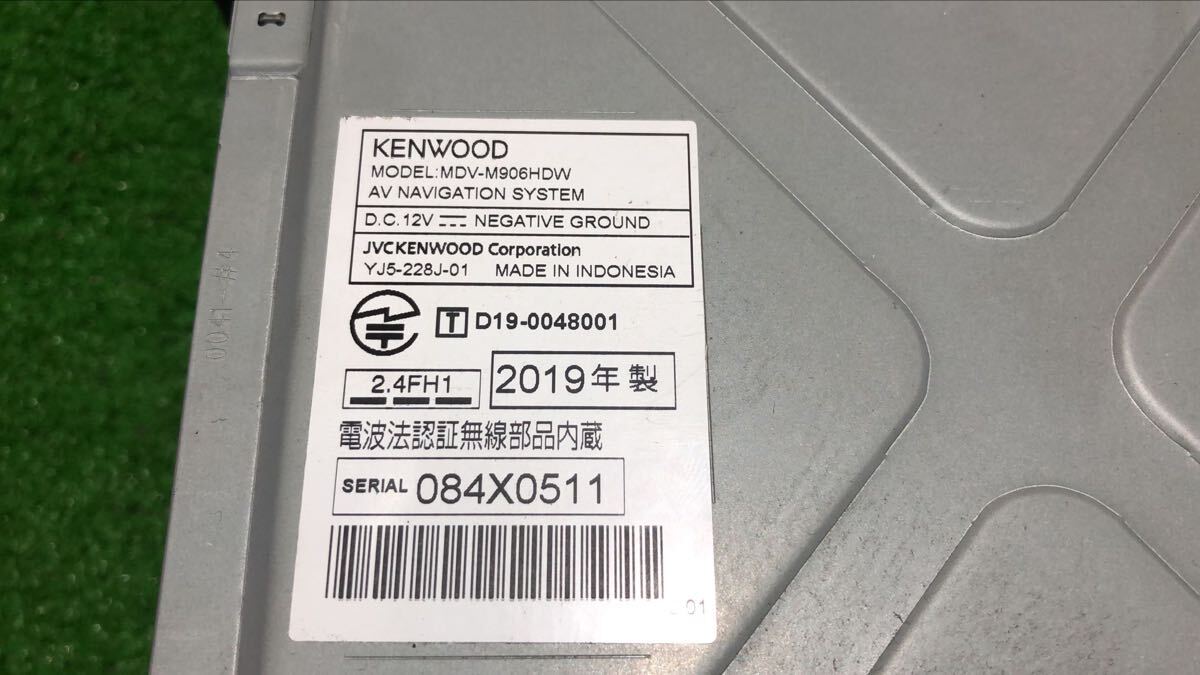 KENWOOD
MODEL:MDV-M906HDW
AV NAVIGATION SYSTEM
D.C.12V NEGATIVE GROUND
JVCKENWOOD Corporation
YJ5-228J-01 MADE IN INDONESIA
T D19-0048001
2.4FH1
2019年製
電波法認証無線部品内蔵
SERIAL 084X0511
01